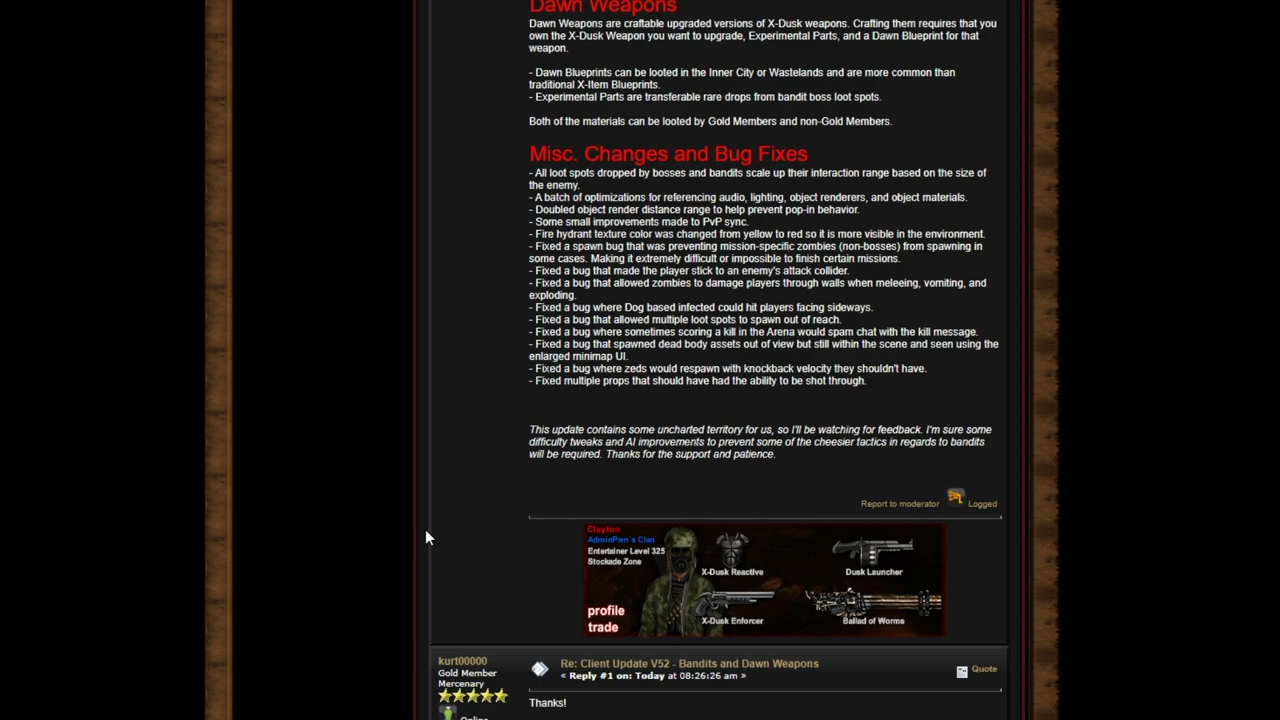 Dawn Weapons
Dawn Weapons are craftable upgraded versions of X-Dusk weapons. Crafting them requires that you
own the X-Dusk Weapon you want to upgrade, Experimental Parts, and a Dawn Blueprint for that
weapon.
- Dawn Blueprints can be looted in the Inner City or Wastelands and are more common than
traditional X-Item Blueprints.
- Experimental Parts are transferable rare drops from bandit boss loot spots.
Both of the materials can be looted by Gold Members and non-Gold Members.
Misc. Changes and Bug Fixes
- All loot spots dropped by bosses and bandits scale up their interaction range based on the size of
the enemy.
- A batch of optimizations for referencing audio, lighting, object renderers, and object materials.
- Doubled object render distance range to help prevent pop-in behavior.
- Some small improvements made to PvP sync.
- Fire hydrant texture color was changed from yellow to red so it is more visible in the environment.
- Fixed a spawn bug that was preventing mission-specific zombies (non-bosses) from spawning in
some cases. Making it extremely difficult or impossible to finish certain missions.
- Fixed a bug that made the player stick to an enemy's attack collider.
- Fixed a bug that allowed zombies to damage players through walls when meleeing, vomiting, and
exploding.
- Fixed a bug where Dog based infected could hit players facing sideways.
- Fixed a bug that allowed multiple loot spots to spawn out of reach.
- Fixed a bug where sometimes scoring a kill in the Arena would spam chat with the kill message.
- Fixed a bug that spawned dead body assets out of view but still within the scene and seen using the
enlarged minimap UI.
- Fixed a bug where zeds would respawn with knockback velocity they shouldn't have.
- Fixed multiple props that should have had the ability to be shot through.
This update contains some uncharted territory for us, so I'll be watching for feedback. I'm sure some
difficulty tweaks and AI improvements to prevent some of the cheesier tactics in regards to bandits
will be required. Thanks for the support and patience.
Report to moderator Logged
Clayton
AdminPwn's Clan
Entertainer Level 325
Stockade Zone
X-Dusk Reactive
Dusk Launcher
profile
trade
X-Dusk Enforcer
Ballad of Worms
kurt00000
Gold Member
Mercenary
Online
Re: Client Update V52 - Bandits and Dawn Weapons
« Reply #1 on: Today at 08:26:26 am »
Quote
Thanks!